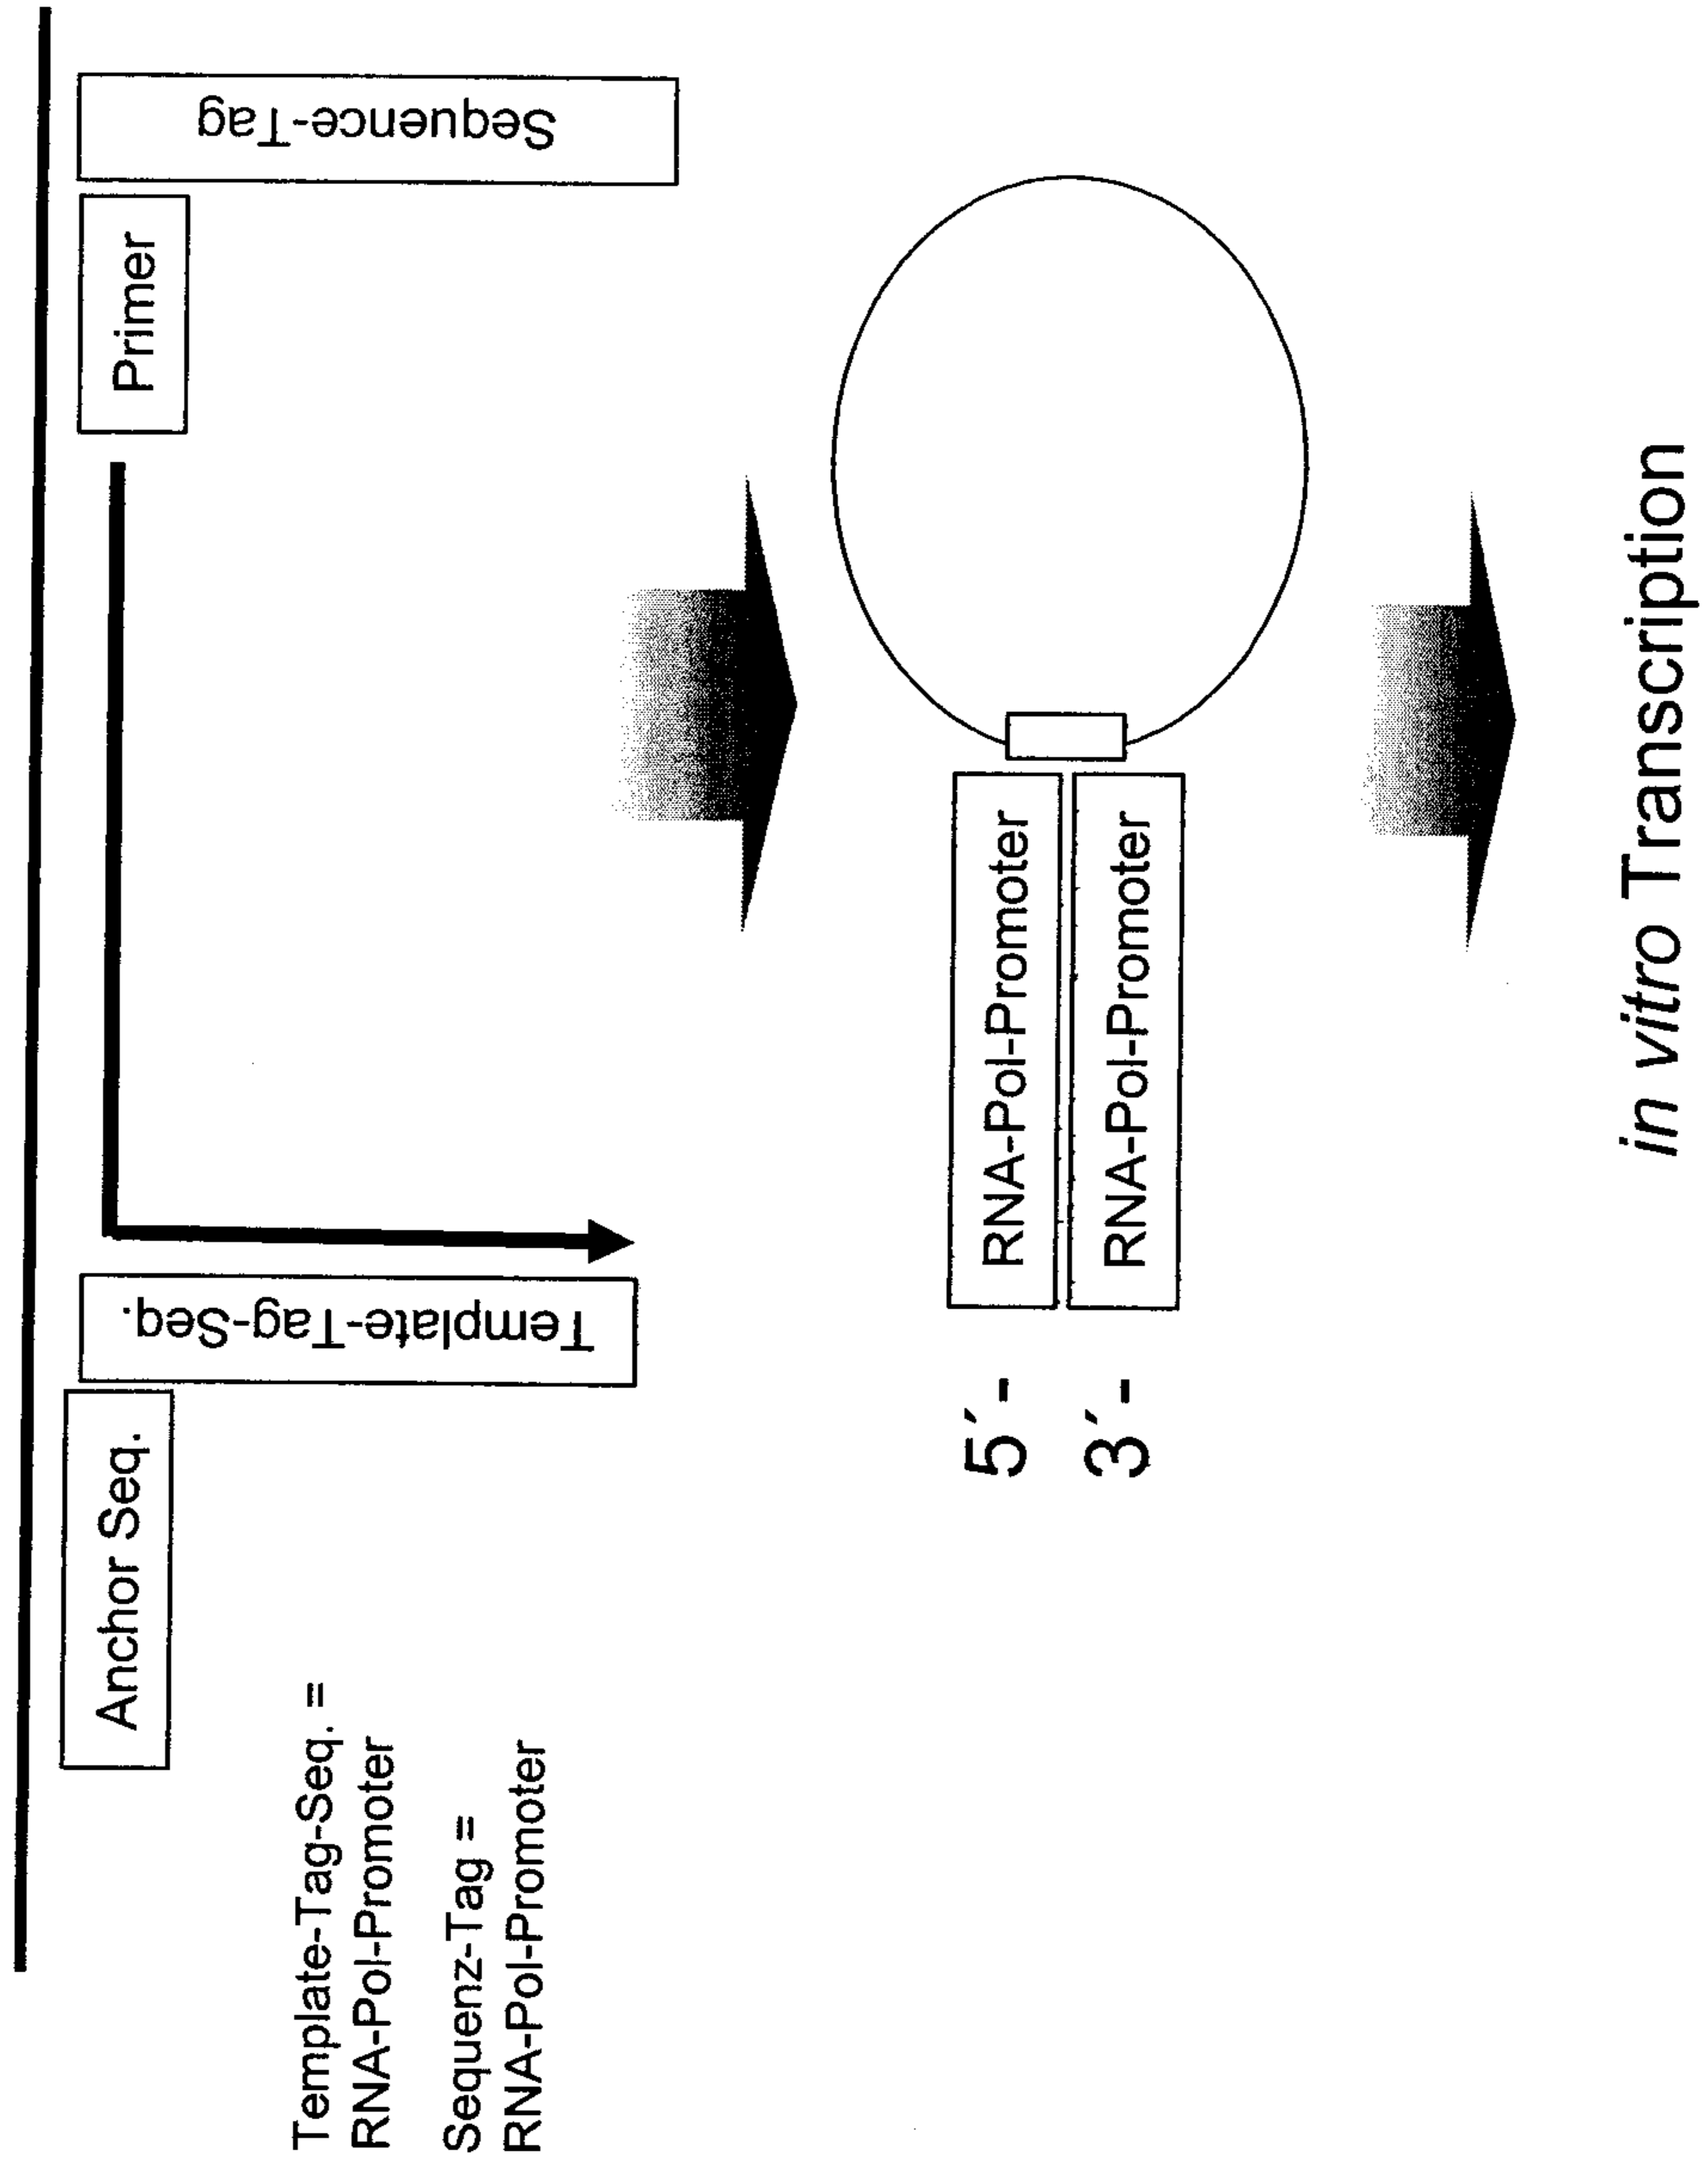 Anchor Seq.
Template-Tag-Seq.
Primer
Sequence-Tag
Template-Tag-Seq. =
RNA-Pol-Promoter
Sequenz-Tag =
RNA-Pol-Promoter
5´- RNA-Pol-Promoter
3´- RNA-Pol-Promoter
in vitro Transcription